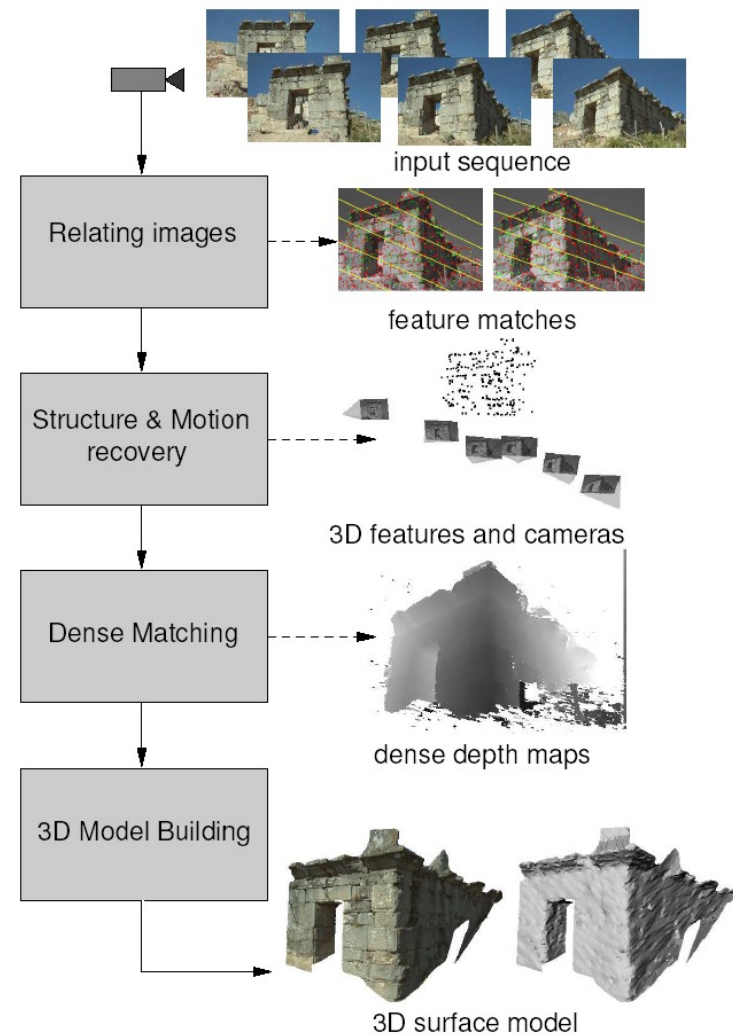 input sequence
Relating images
feature matches
Structure & Motion
recovery
3D features and cameras
Dense Matching
dense depth maps
3D Model Building
3D surface model